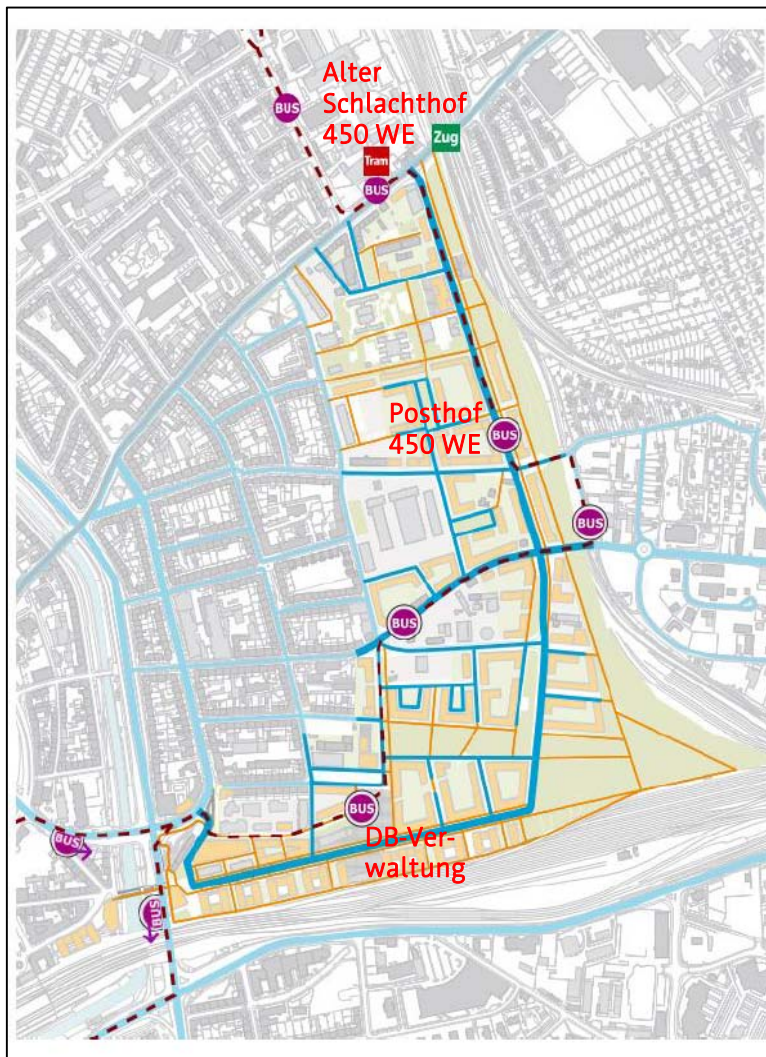 Alter
Schlachthof
450 WE
BUS
Zug
Tram
BUS
Posthof
450 WE
BUS
BUS
BUS
BUS
DB-Ver-
waltung
BUS
BUS